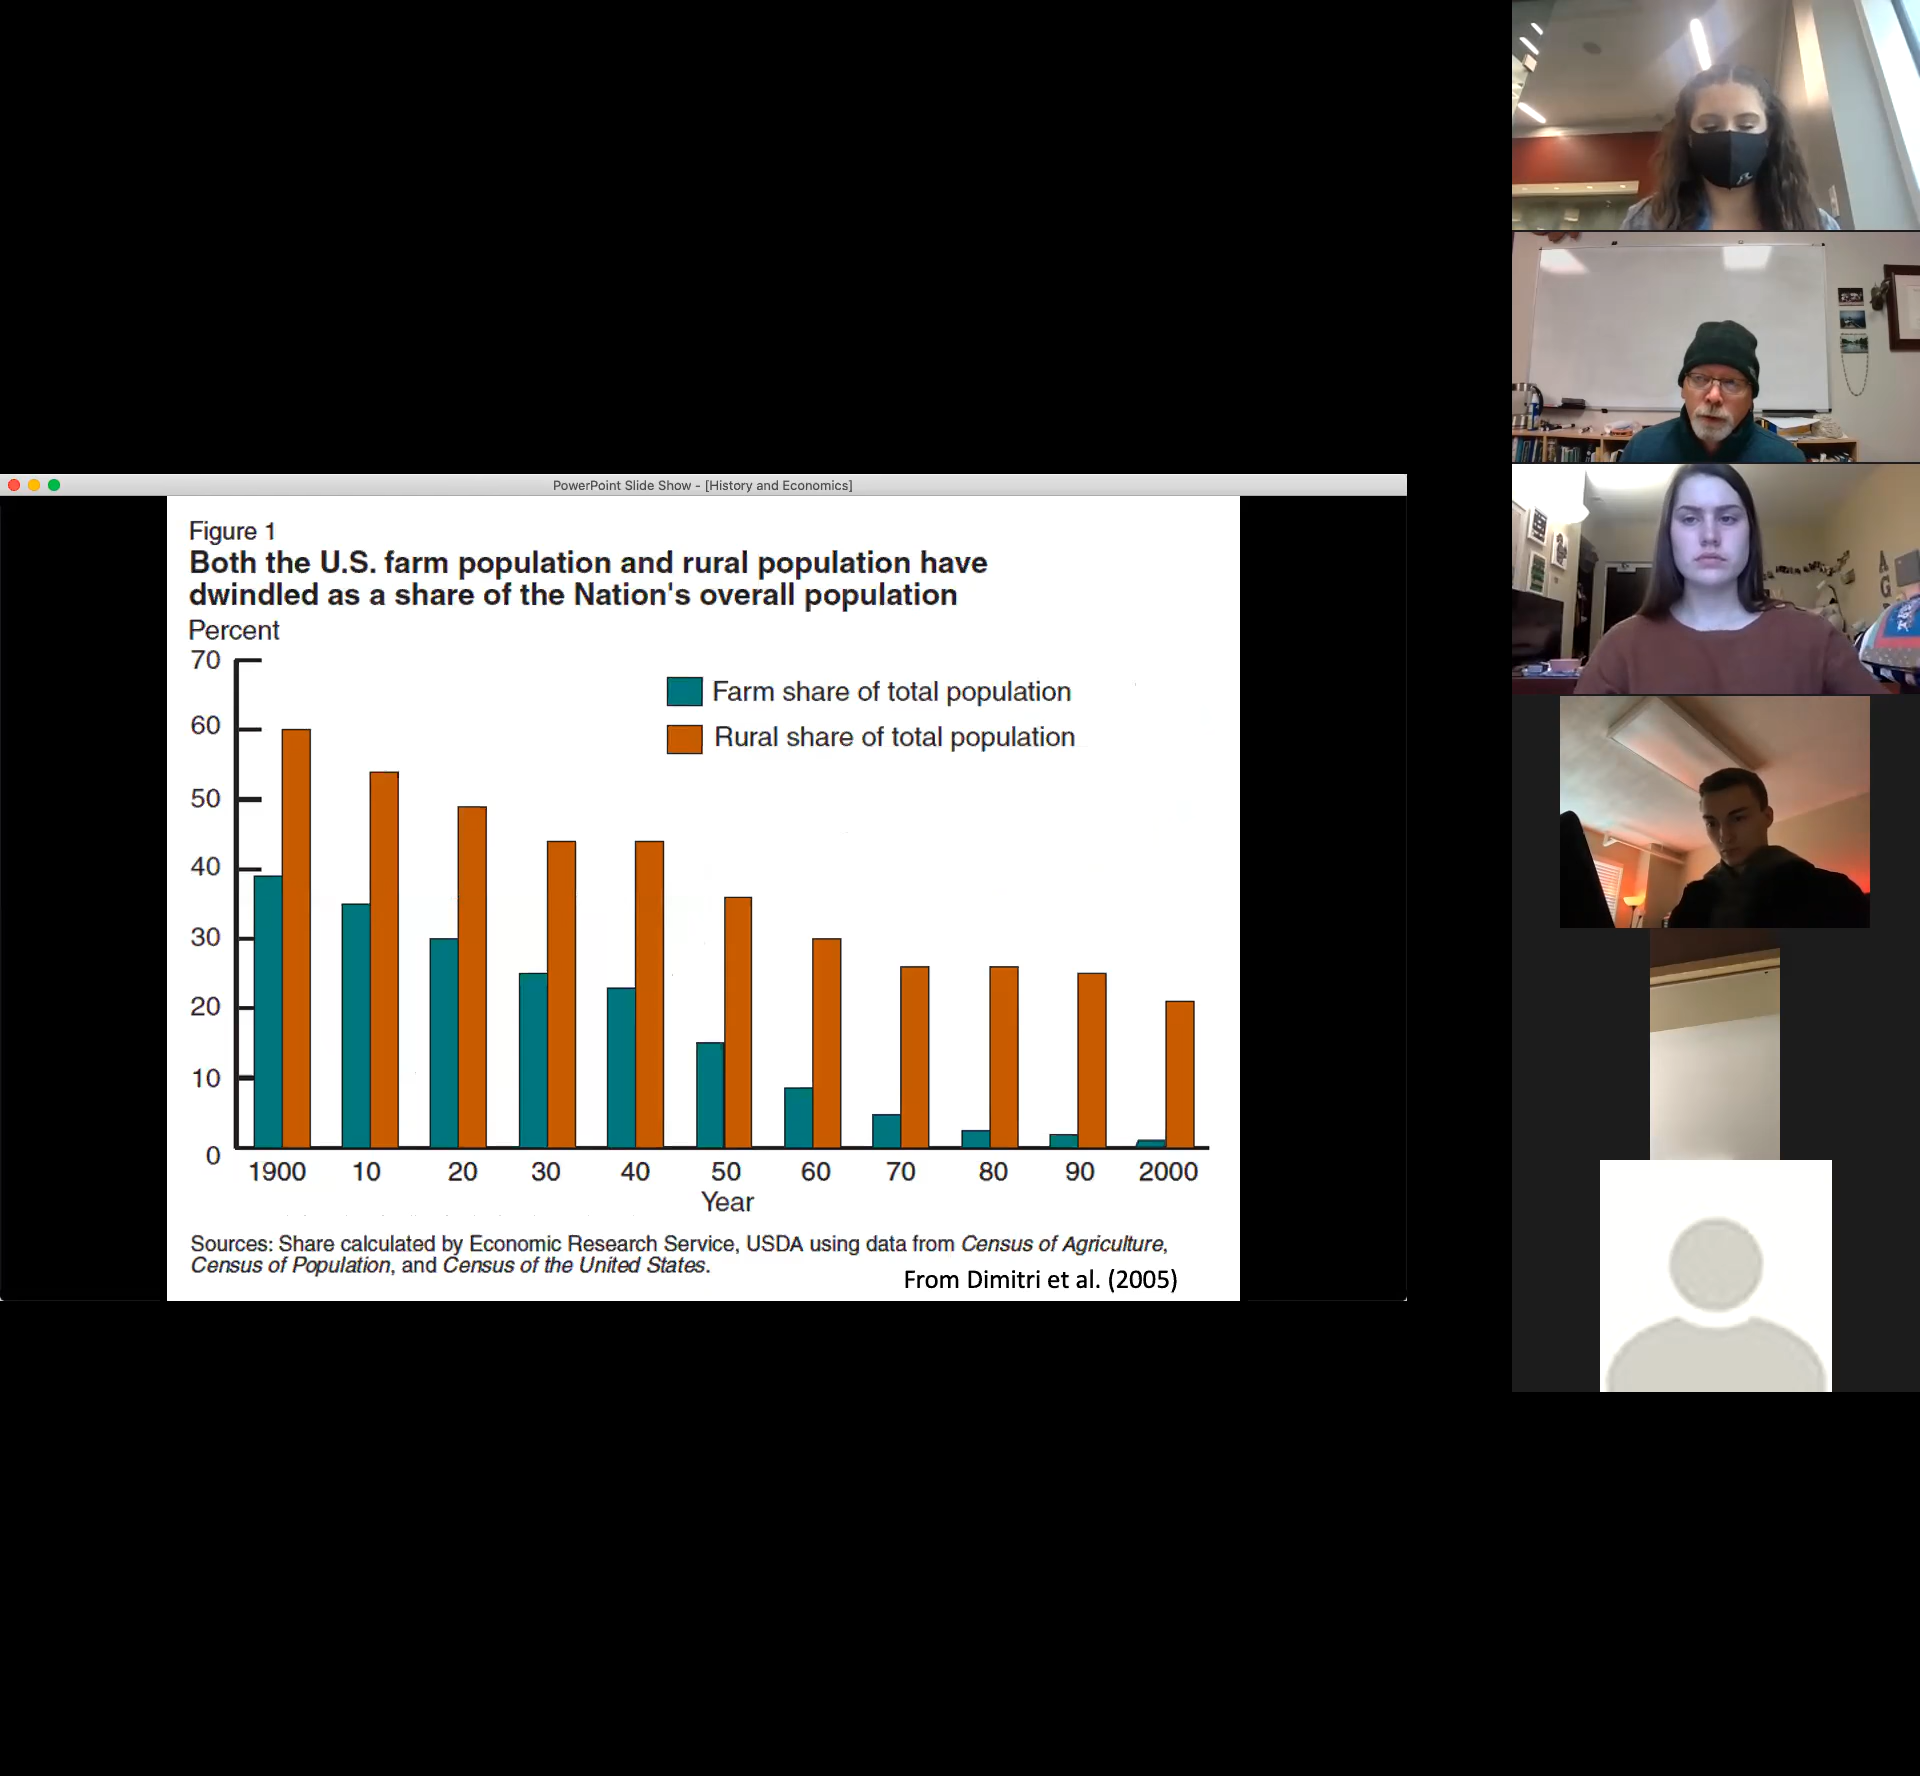 PowerPoint Slide Show - [History and Economics]
Figure 1
Both the U.S. farm population and rural population have
dwindled as a share of the Nation's overall population
Percent
70
Farm share of total population
60
Rural share of total population
50
40
30
20
10
0
1900 10 20 30 40 50 60 70 80 90 2000
Year
Sources: Share calculated by Economic Research Service, USDA using data from Census of Agriculture,
Census of Population, and Census of the United States.
From Dimitri et al. (2005)
A
G